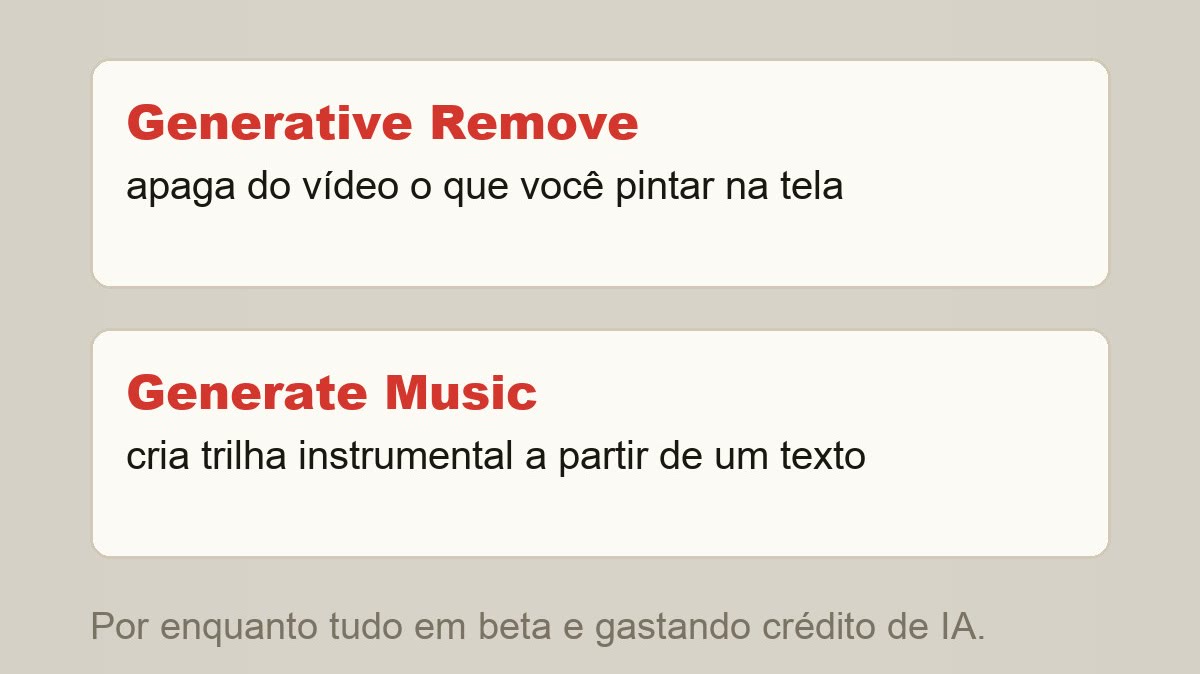 Generative Remove
apaga do vídeo o que você pintar na tela
Generate Music
cria trilha instrumental a partir de um texto
Por enquanto tudo em beta e gastando crédito de IA.